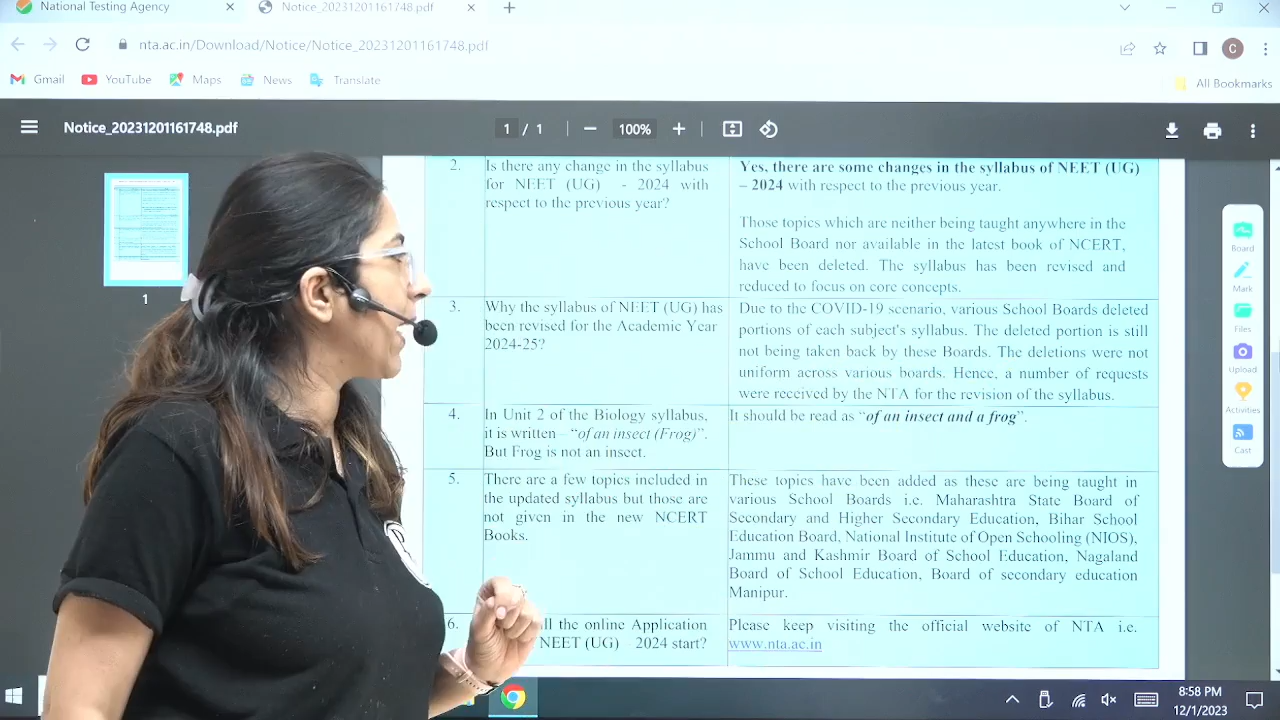 National Testing Agency
Notice_20231201161748.pdf
nta.ac.in/Download/Notice/Notice_20231201161748.pdf
C
Gmail
YouTube
Maps
News
Translate
All Bookmarks
Notice_20231201161748.pdf
1 / 1
100%
1
2.
Is there any change in the syllabus
for NEET (UG) - 2024 with
respect to the previous year?
Yes, there are some changes in the syllabus of NEET (UG)
– 2024 with respect to the previous year.
Those topics which are neither being taught anywhere in the
School Board nor available in the latest book of NCERT,
have been deleted. The syllabus has been revised and
reduced to focus on core concepts.
3.
Why the syllabus of NEET (UG) has
been revised for the Academic Year
2024-25?
Due to the COVID-19 scenario, various School Boards deleted
portions of each subject's syllabus. The deleted portion is still
not being taken back by these Boards. The deletions were not
uniform across various boards. Hence, a number of requests
were received by the NTA for the revision of the syllabus.
4.
In Unit 2 of the Biology syllabus,
it is written – “of an insect (Frog)”.
But Frog is not an insect.
It should be read as “of an insect and a frog”.
5.
There are a few topics included in
the updated syllabus but those are
not given in the new NCERT
Books.
These topics have been added as these are being taught in
various School Boards i.e. Maharashtra State Board of
Secondary and Higher Secondary Education, Bihar School
Education Board, National Institute of Open Schooling (NIOS),
Jammu and Kashmir Board of School Education, Nagaland
Board of School Education, Board of secondary education
Manipur.
6.
the online Application
NEET (UG) 2024 start?
Please keep visiting the official website of NTA i.e.
www.nta.ac.in
Board
Mark
Files
Upload
Activities
Cast
8:58 PM
12/1/2023